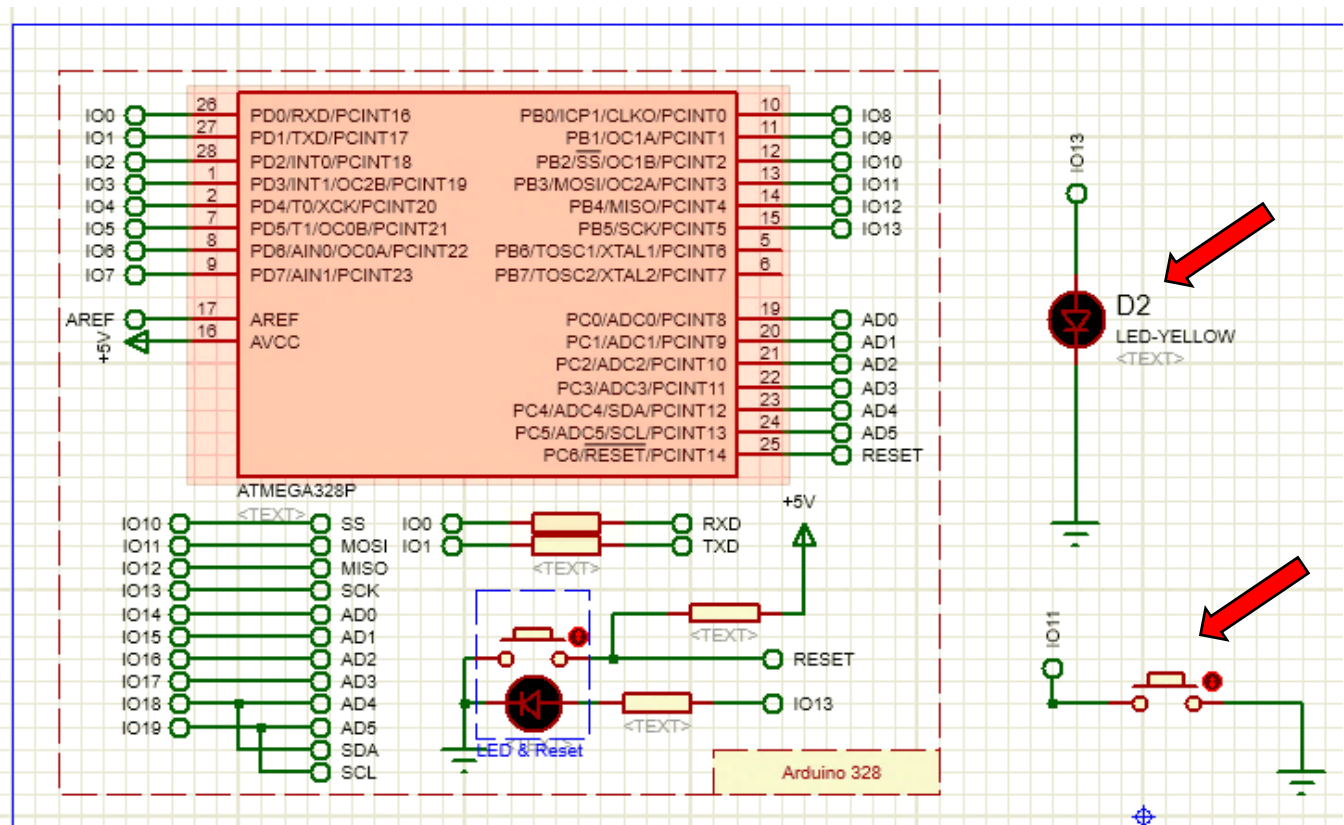 IO0 26 PD0/RXD/PCINT16 PB0/ICP1/CLKO/PCINT0 10 IO8
IO1 27 PD1/TXD/PCINT17 PB1/OC1A/PCINT1 11 IO9
IO2 28 PD2/INT0/PCINT18 PB2/SS/OC1B/PCINT2 12 IO10
IO3 1 PD3/INT1/OC2B/PCINT19 PB3/MOSI/OC2A/PCINT3 13 IO11
IO4 2 PD4/T0/XCK/PCINT20 PB4/MISO/PCINT4 14 IO12
IO5 7 PD5/T1/OC0B/PCINT21 PB5/SCK/PCINT5 15 IO13
IO6 8 PD6/AIN0/OC0A/PCINT22 PB6/TOSC1/XTAL1/PCINT6 5
IO7 9 PD7/AIN1/PCINT23 PB7/TOSC2/XTAL2/PCINT7 6
AREF 17 AREF PC0/ADC0/PCINT8 19 AD0
+5V 16 AVCC PC1/ADC1/PCINT9 20 AD1
PC2/ADC2/PCINT10 21 AD2
PC3/ADC3/PCINT11 22 AD3
PC4/ADC4/SDA/PCINT12 23 AD4
PC5/ADC5/SCL/PCINT13 24 AD5
PC6/RESET/PCINT14 25 RESET
ATMEGA328P
<TEXT>
IO10 SS
IO11 MOSI
IO12 MISO
IO13 SCK
IO14 AD0
IO15 AD1
IO16 AD2
IO17 AD3
IO18 AD4
IO19 AD5
SDA
SCL
IO0 RXD
IO1 TXD
<TEXT>
+5V
<TEXT>
RESET
IO13
<TEXT>
LED & Reset
Arduino 328
IO13
D2
LED-YELLOW
<TEXT>
IO11